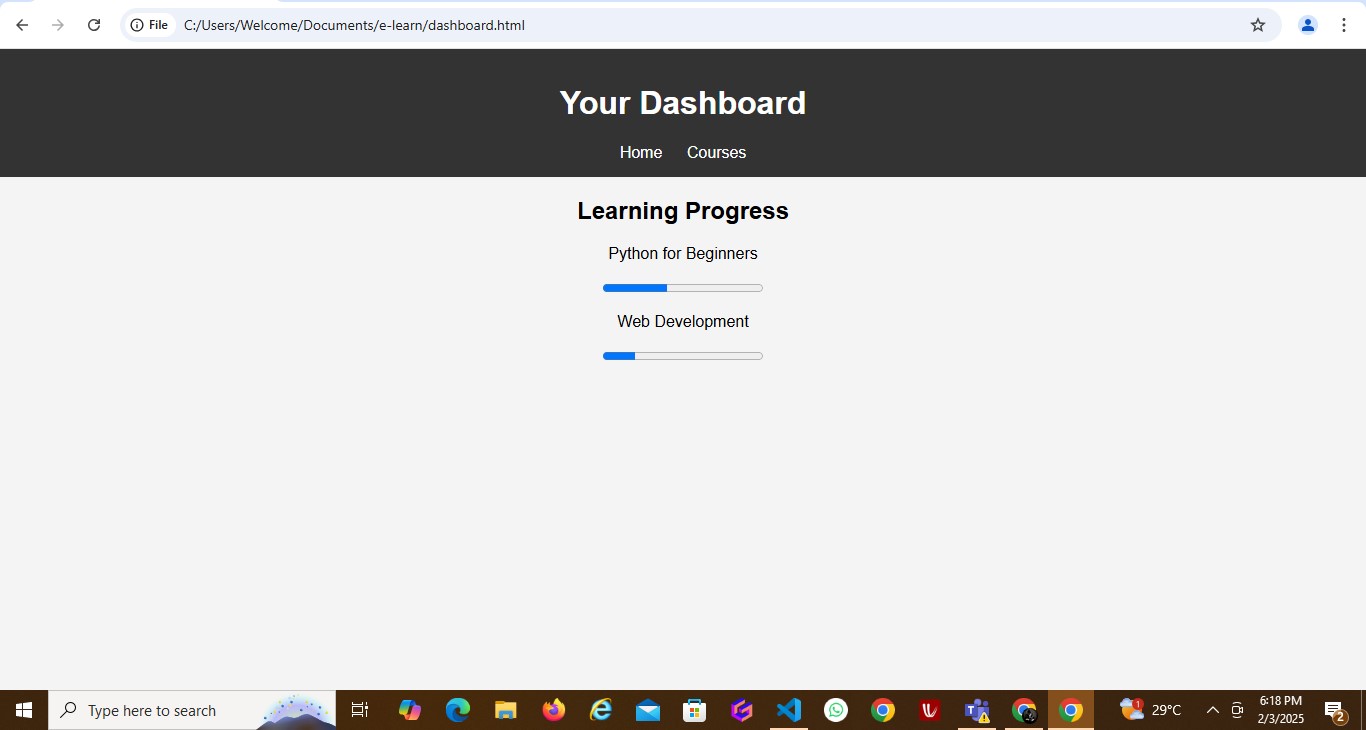 File C:/Users/Welcome/Documents/e-learn/dashboard.html
Your Dashboard
Home Courses
Learning Progress
Python for Beginners
Web Development
Type here to search
1
29°C
6:18 PM
2/3/2025
2